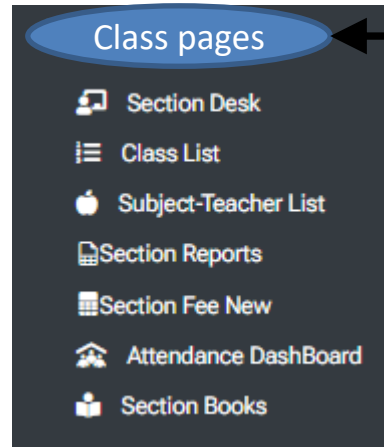 Class pages
Section Desk
Class List
Subject-Teacher List
Section Reports
Section Fee New
Attendance DashBoard
Section Books